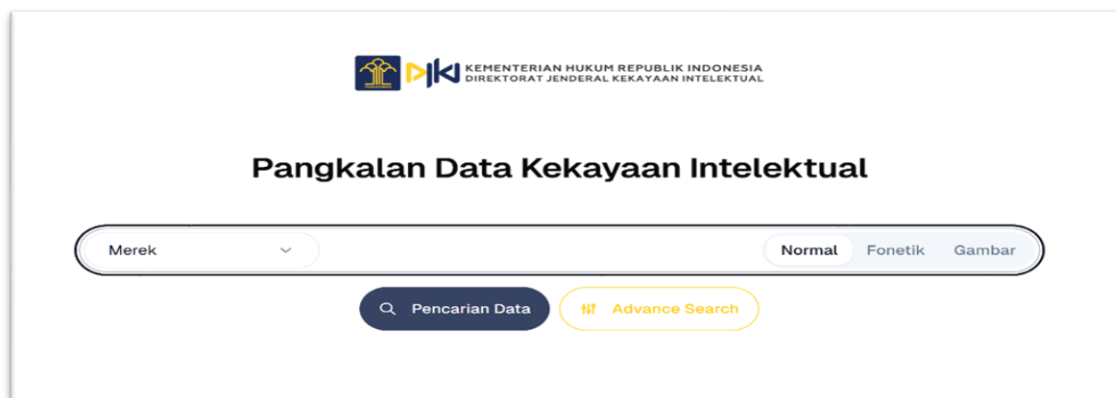 DJKI KEMENTERIAN HUKUM REPUBLIK INDONESIA
DIREKTORAT JENDERAL KEKAYAAN INTELEKTUAL
Pangkalan Data Kekayaan Intelektual
Merek Normal Fonetik Gambar
Pencarian Data Advance Search